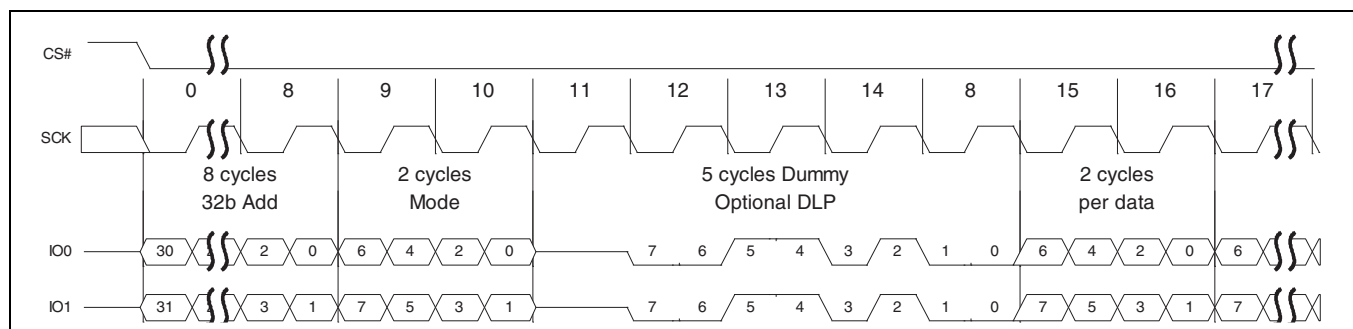 CS#
0 8 9 10 11 12 13 14 8 15 16 17
SCK
8 cycles 2 cycles 5 cycles Dummy 2 cycles
32b Add Mode Optional DLP per data
IO0 30 2 0 6 4 2 0 7 6 5 4 3 2 1 0 6 4 2 0 6
IO1 31 3 1 7 5 3 1 7 6 5 4 3 2 1 0 7 5 3 1 7